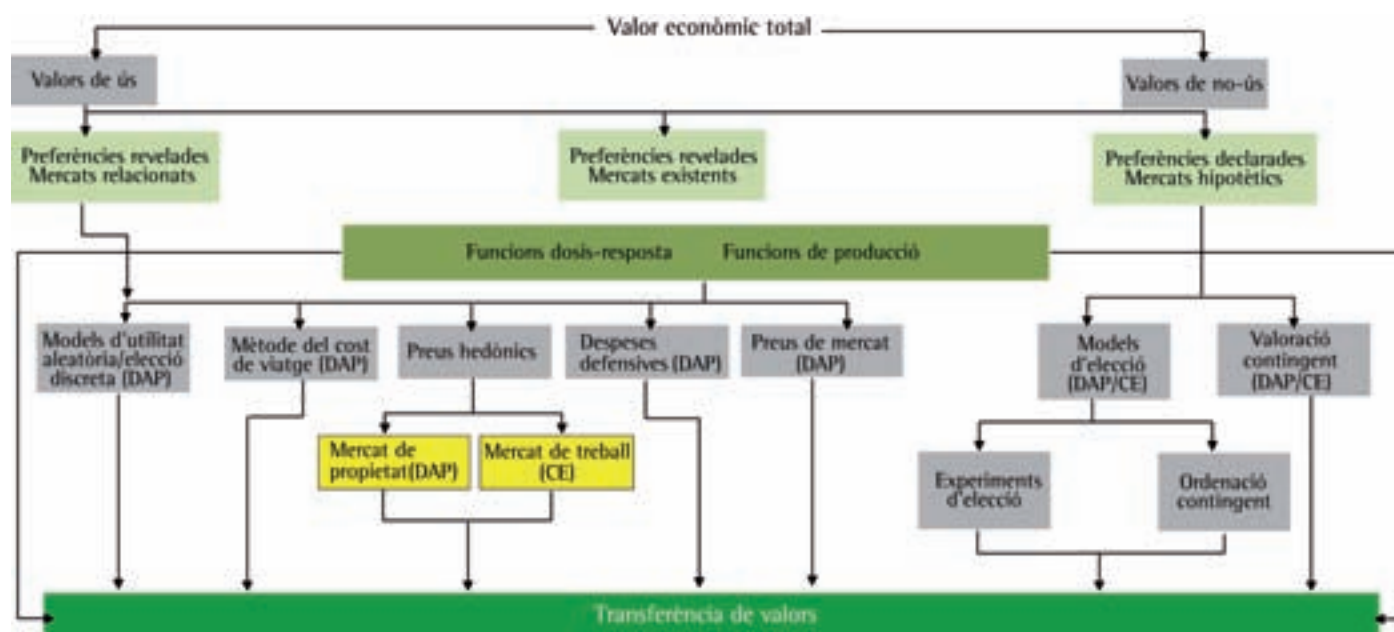 Valor econòmic total
Valors de ús
Valors de no-ús
Preferències revelades
Mercats relacionats
Preferències revelades
Mercats existents
Preferències declarades
Mercats hipotètics
Funcions dosis-resposta Funcions de producció
Models d'utilitat
aleatòria/elecció
discreta (DAP)
Mètode del cost
de viatge (DAP)
Preus hedònics
Despeses
defensives (DAP)
Preus de mercat
(DAP)
Models
d'elecció
(DAP/CE)
Valoració
contingent
(DAP/CE)
Mercat de
propietat(DAP)
Mercat de treball
(CE)
Experiments
d'elecció
Ordenació
contingent
Transferència de valors